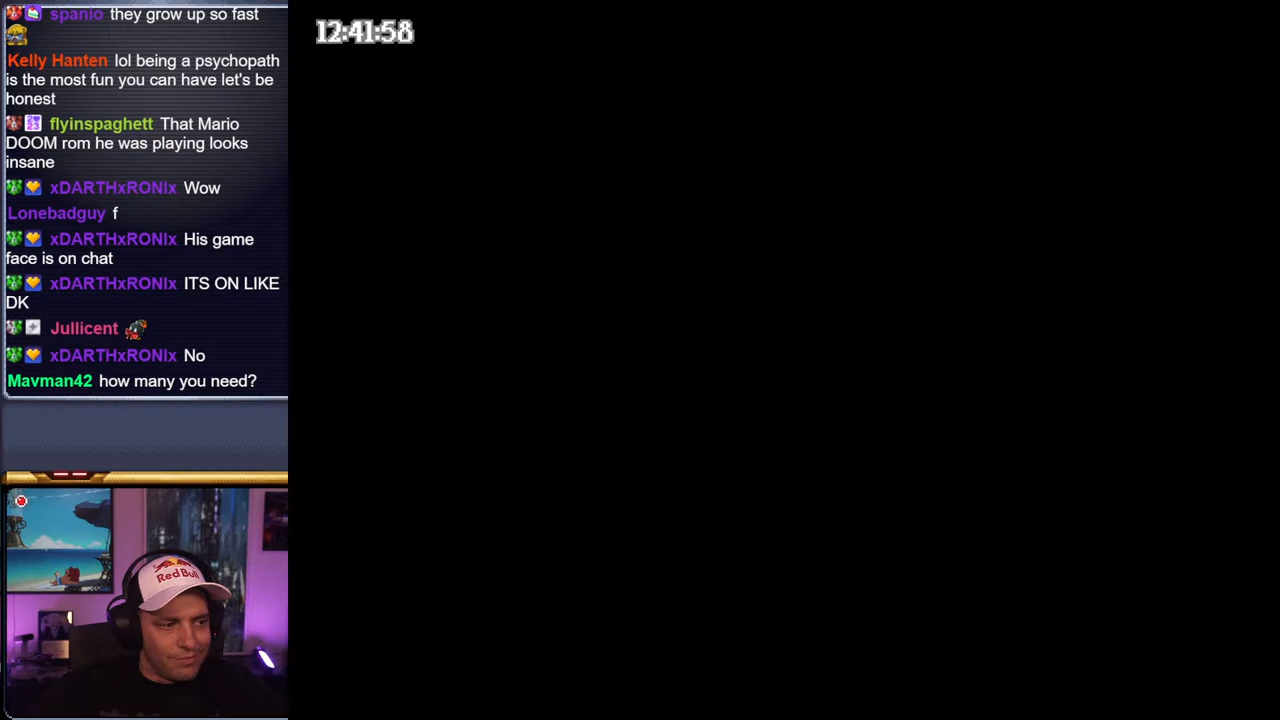 spanio they grow up so fast
Kelly Hanten lol being a psychopath
is the most fun you can have let's be
honest
flyinspaghett That Mario
DOOM rom he was playing looks
insane
xDARTHxRONIx Wow
Lonebadguy f
xDARTHxRONIx His game
face is on chat
xDARTHxRONIx ITS ON LIKE
DK
Jullicent
xDARTHxRONIx No
Mavman42 how many you need?
12:41:58
Red Bull